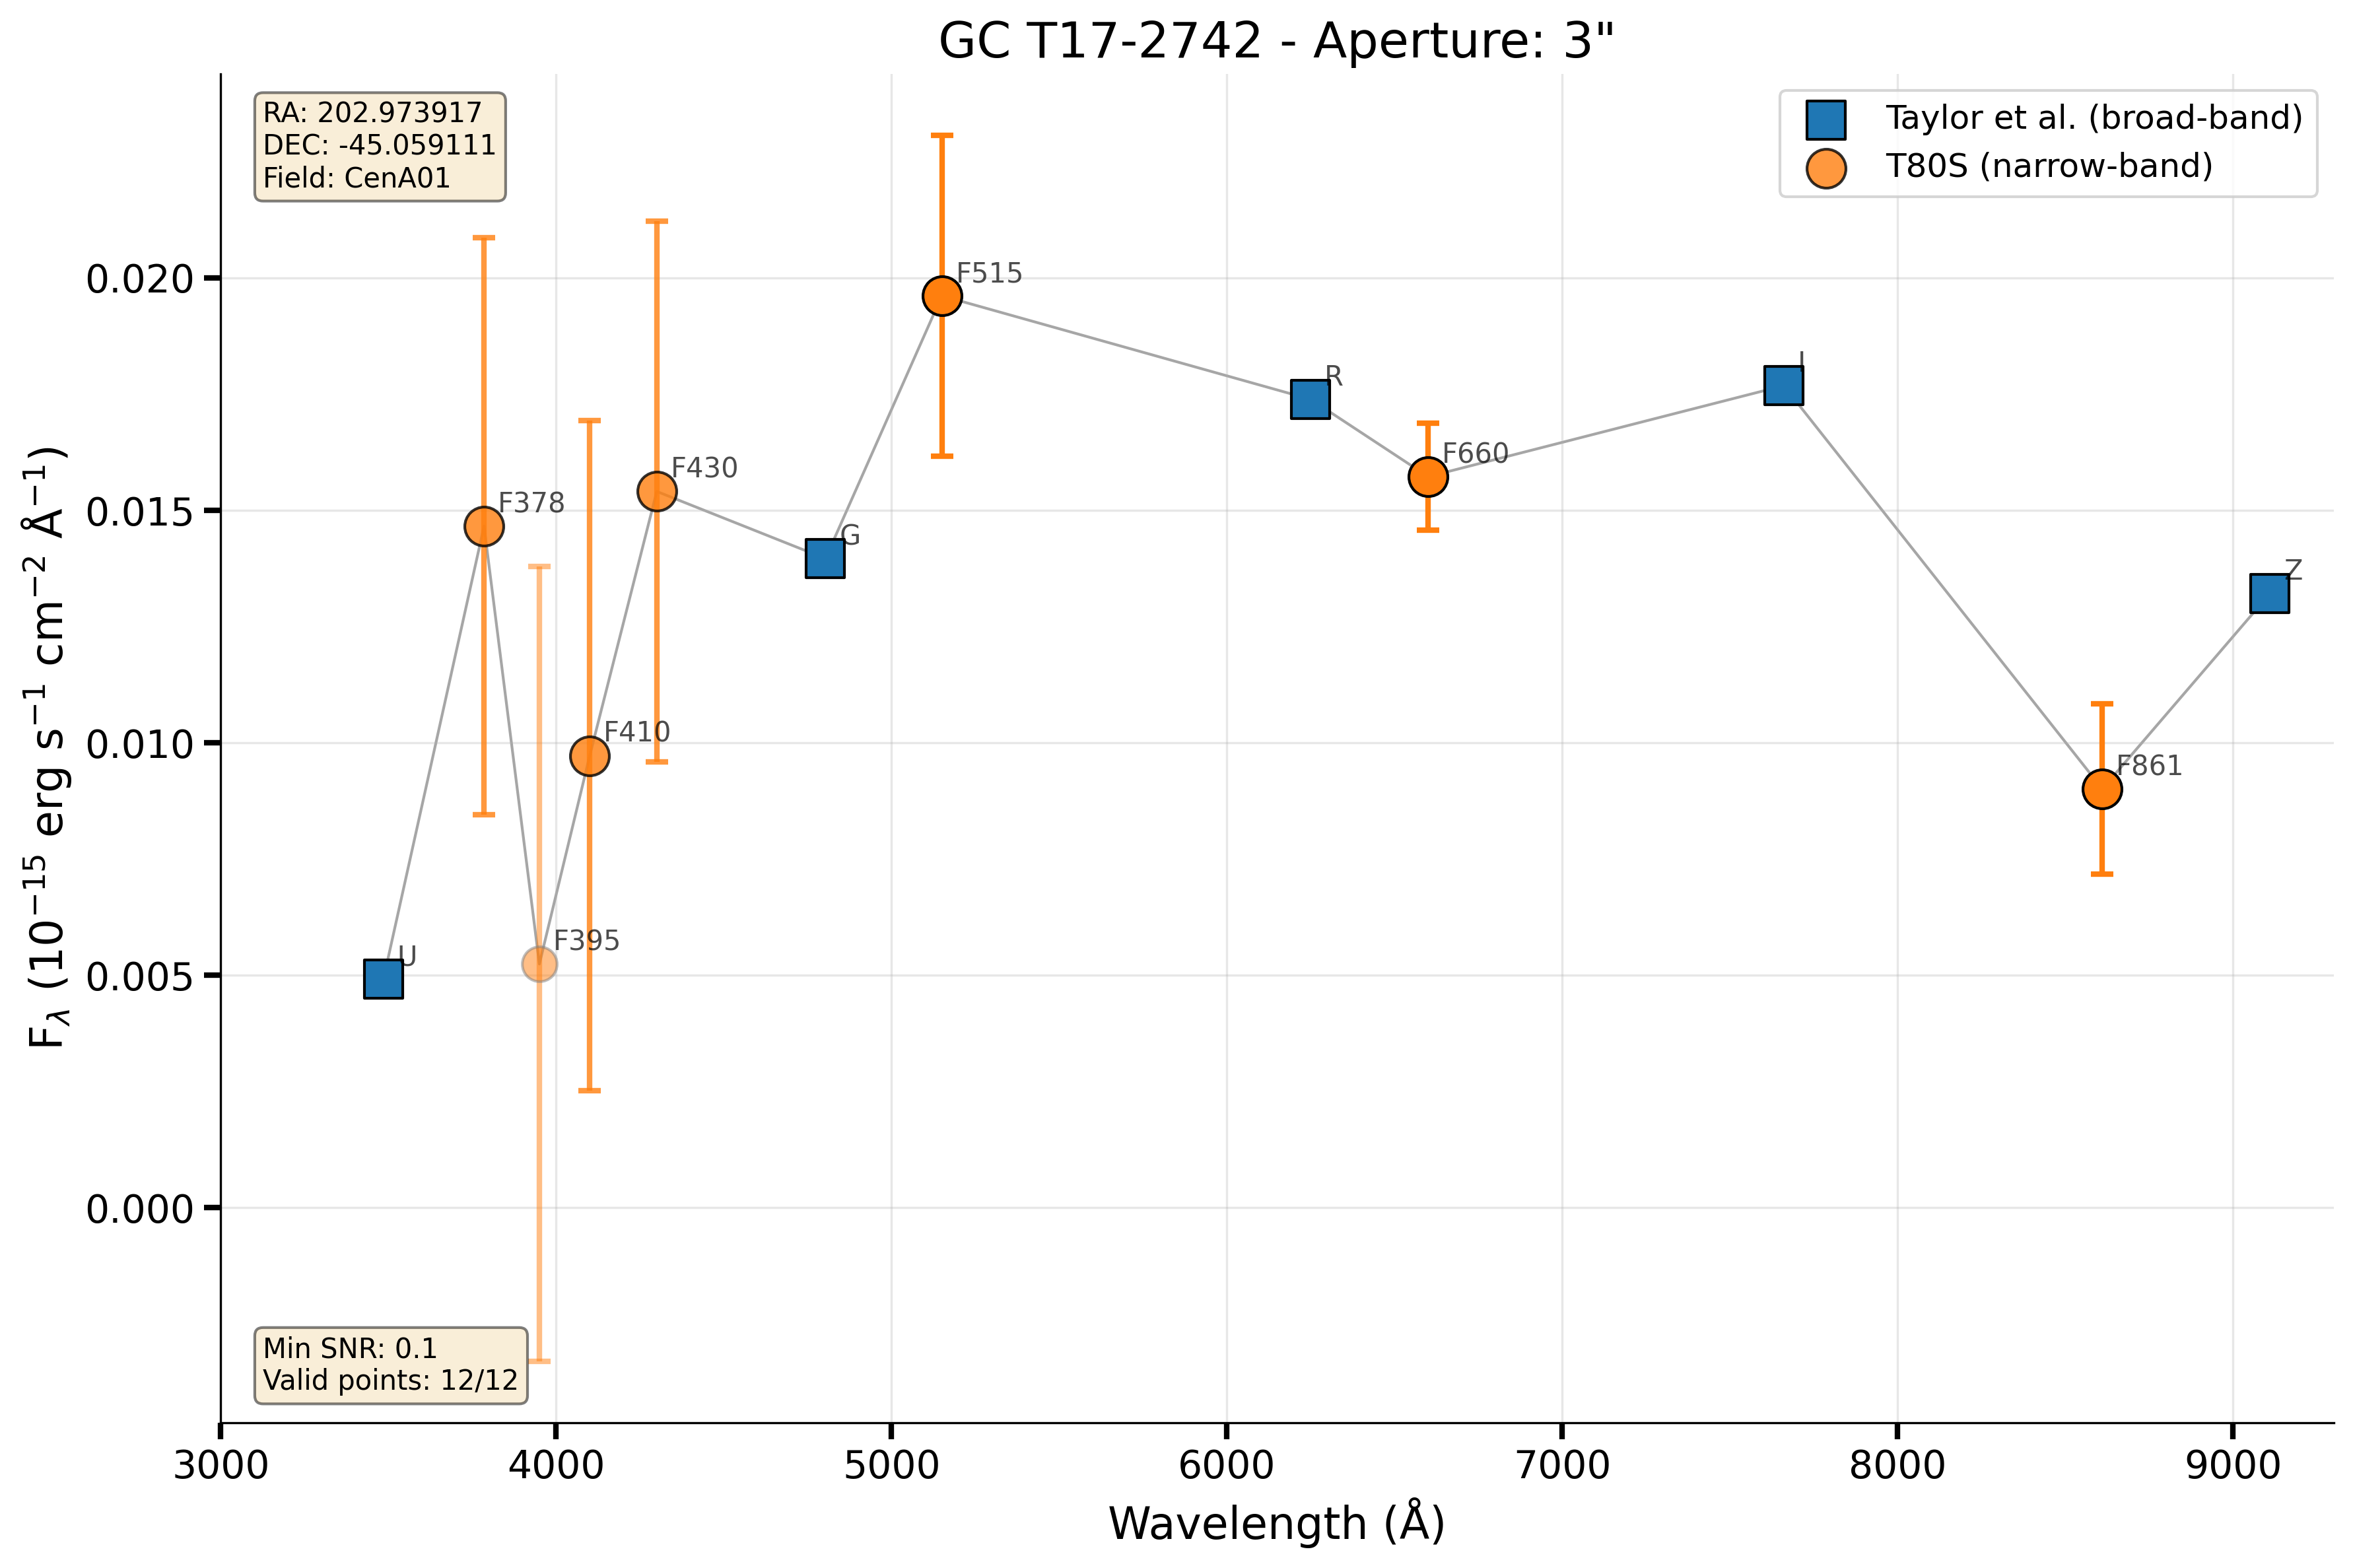 GC T17-2742 - Aperture: 3"
RA: 202.973917
DEC: -45.059111
Field: CenA01
Taylor et al. (broad-band)
T80S (narrow-band)
F515
0.020
R
I
F660
F430
F378
0.015
G
Z
F410
0.010
F861
F395
U
0.005
0.000
Fλ (10⁻¹⁵ erg s⁻¹ cm⁻² Å⁻¹)
Min SNR: 0.1
Valid points: 12/12
3000 4000 5000 6000 7000 8000 9000
Wavelength (Å)